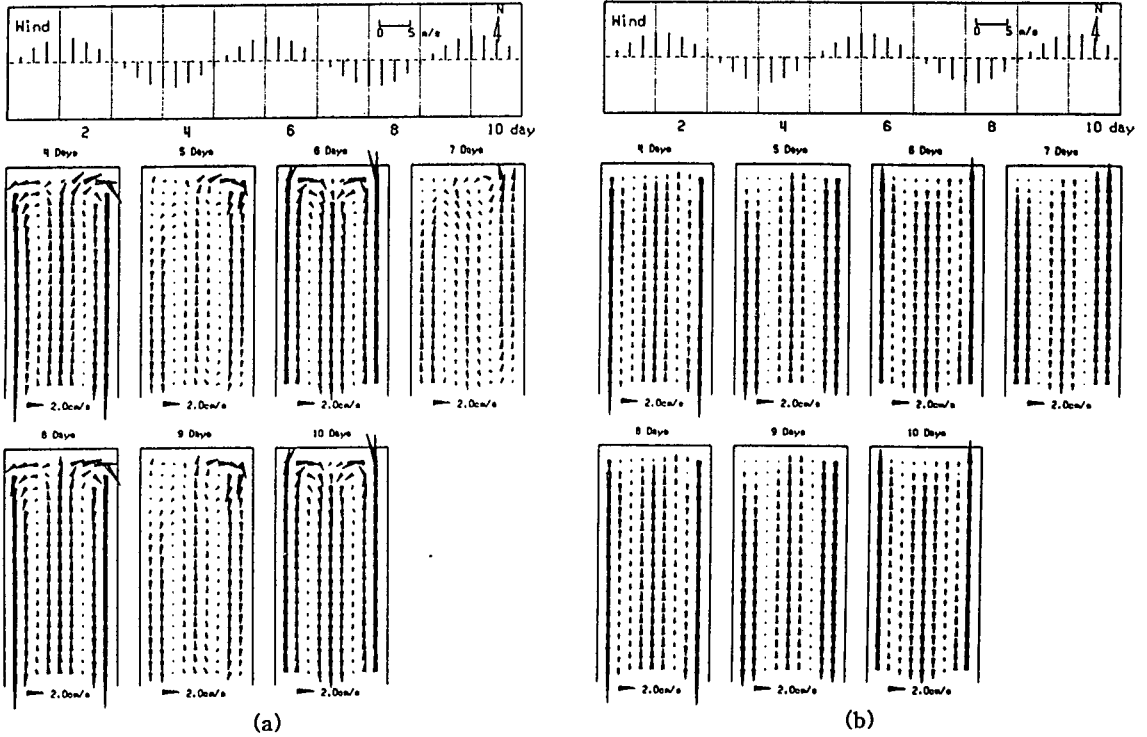 Wind
0 5 m/s
N
2 4 6 8 10 day
4 Days 5 Days 6 Days 7 Days
2.0cm/s 2.0cm/s 2.0cm/s 2.0cm/s
8 Days 9 Days 10 Days
2.0cm/s 2.0cm/s 2.0cm/s
(a)
Wind
0 5 m/s
N
2 4 6 8 10 day
4 Days 5 Days 6 Days 7 Days
2.0cm/s 2.0cm/s 2.0cm/s 2.0cm/s
8 Days 9 Days 10 Days
2.0cm/s 2.0cm/s 2.0cm/s
(b)